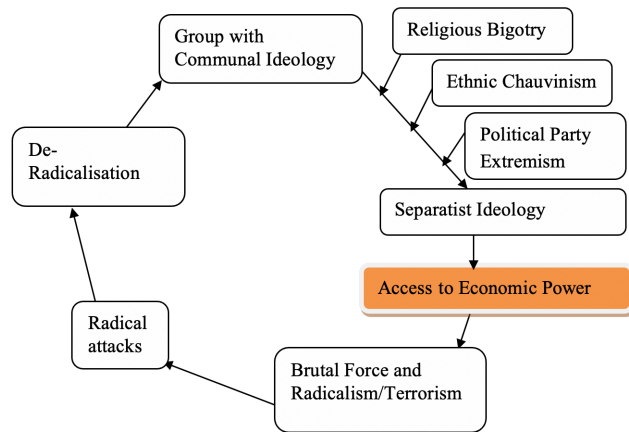 Group with
Communal Ideology
Religious Bigotry
Ethnic Chauvinism
Political Party
Extremism
Separatist Ideology
Access to Economic Power
Brutal Force and
Radicalism/Terrorism
Radical
attacks
De-
Radicalisation